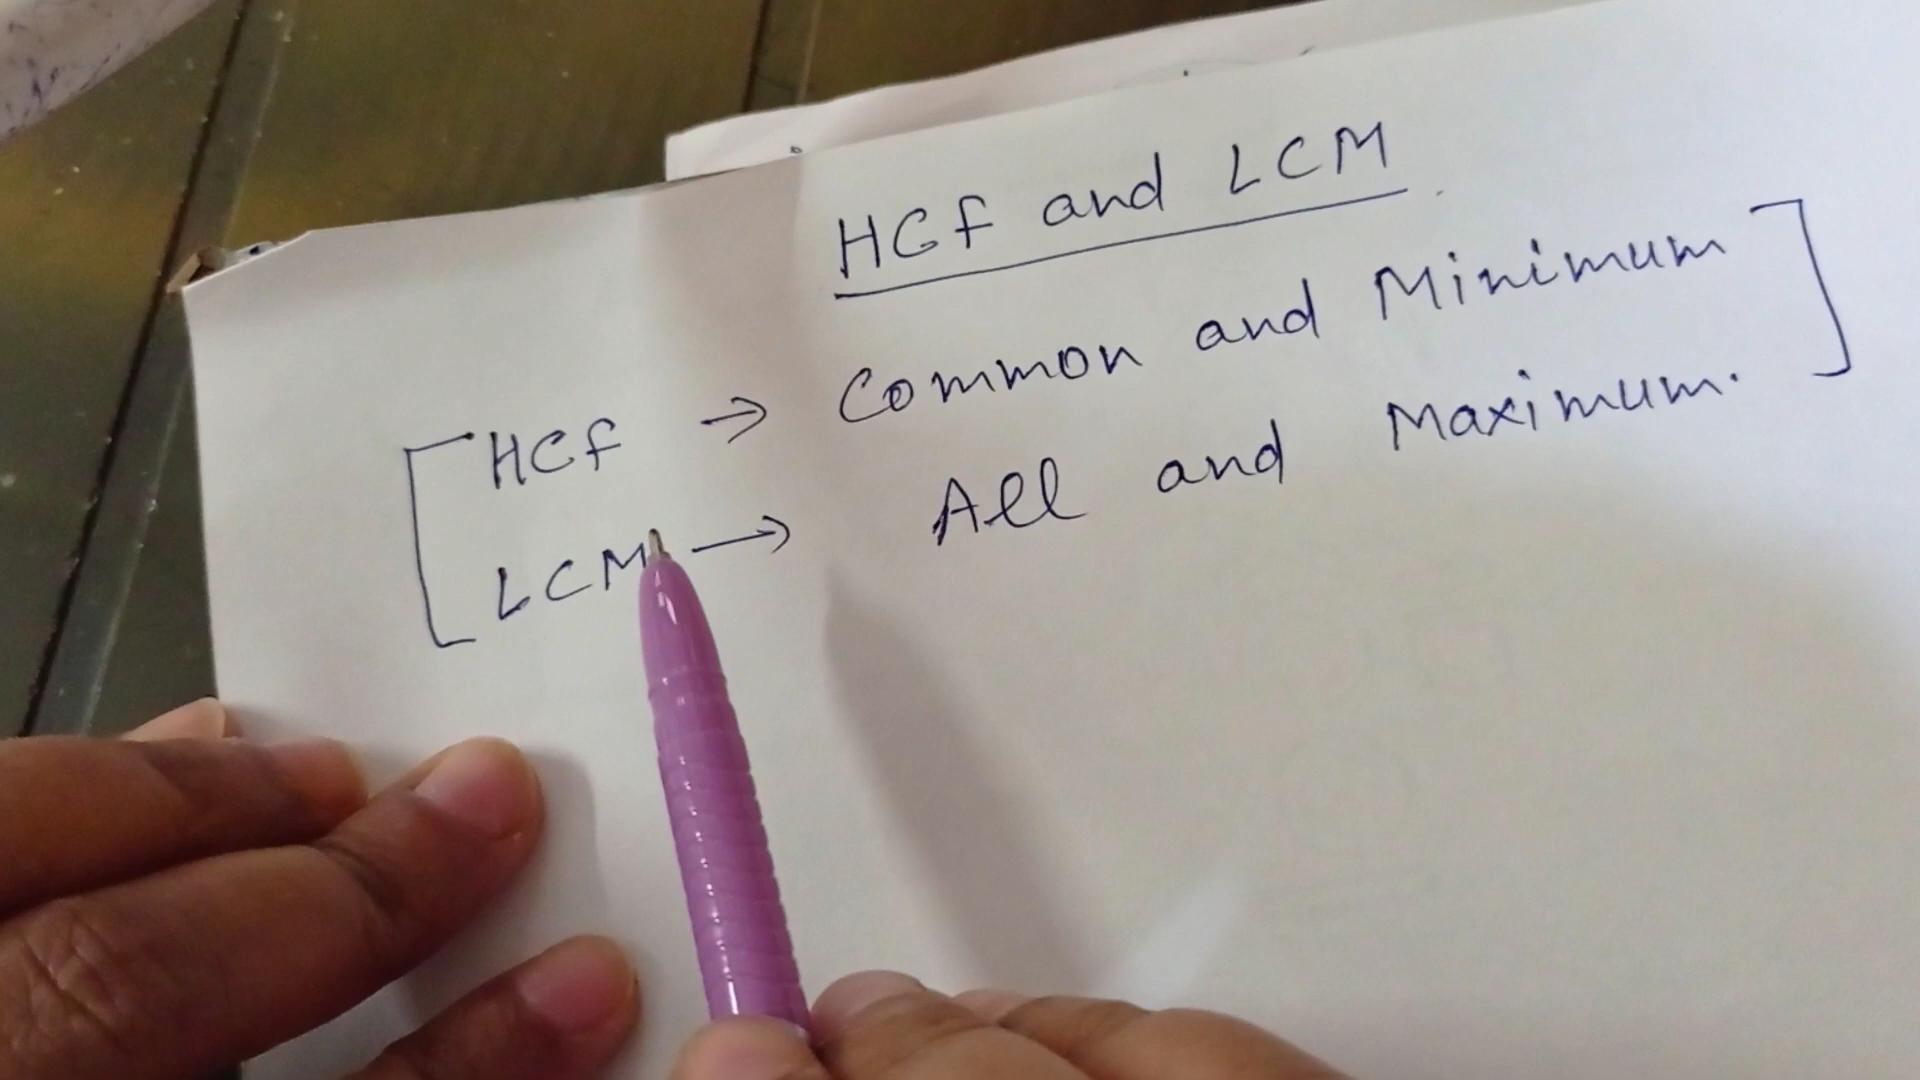 HCF and LCM
HCF → Common and Minimum
LCM → All and Maximum.